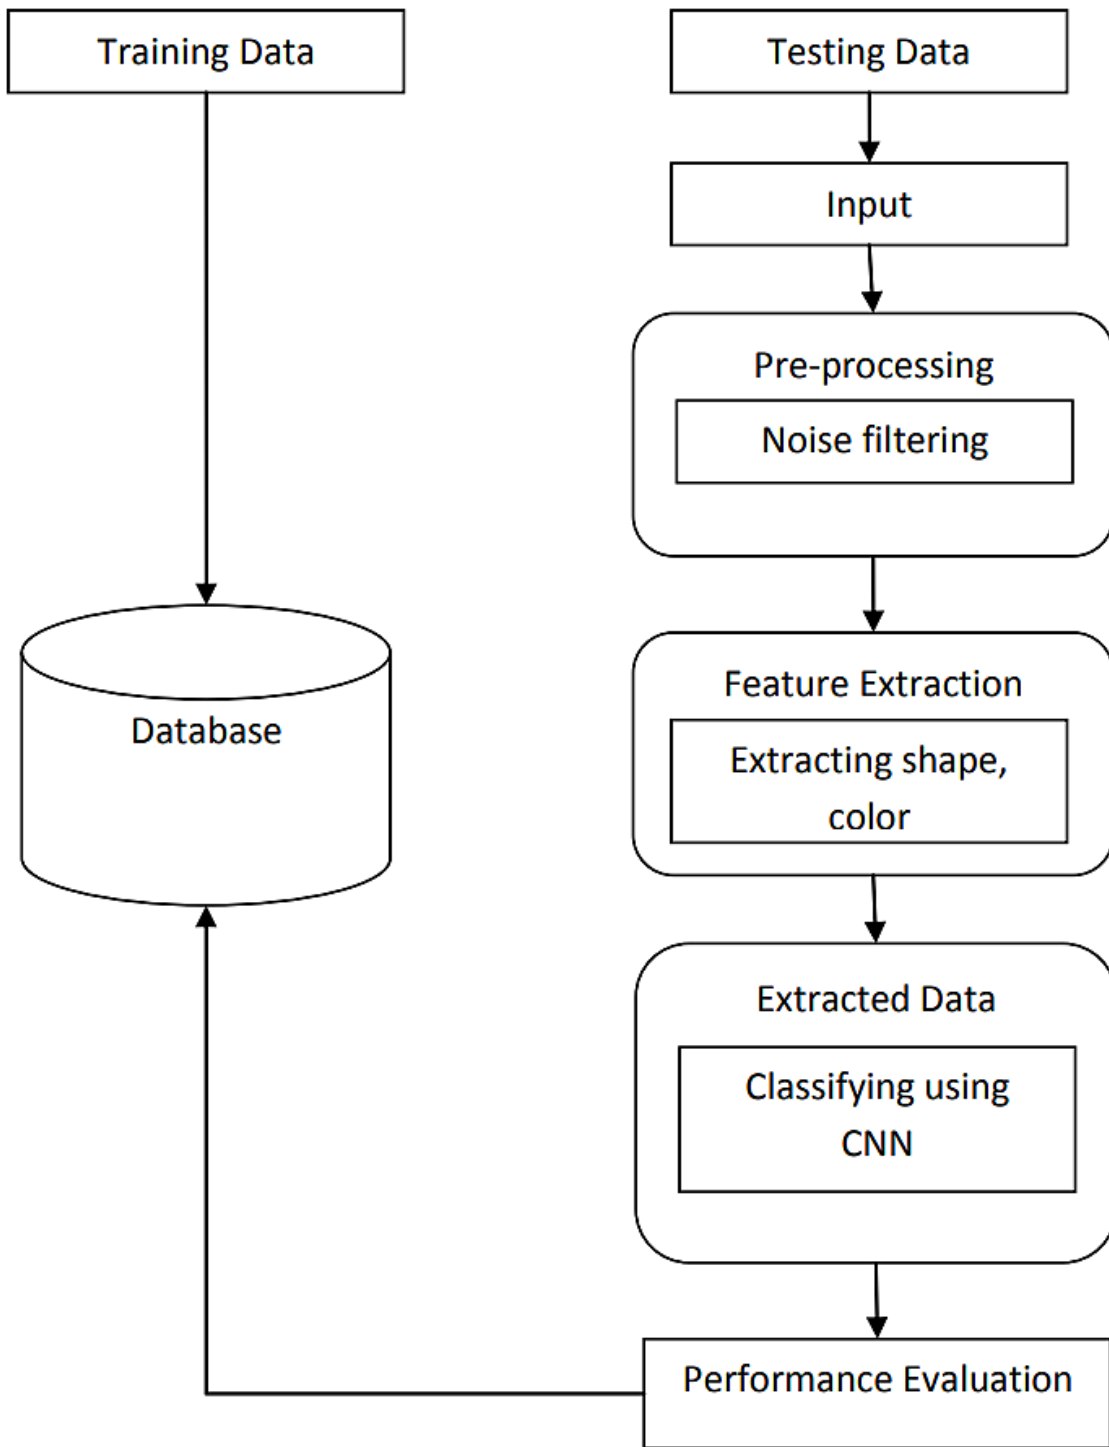 Training Data
Testing Data
Input
Pre-processing
Noise filtering
Feature Extraction
Extracting shape,
color
Database
Extracted Data
Classifying using
CNN
Performance Evaluation